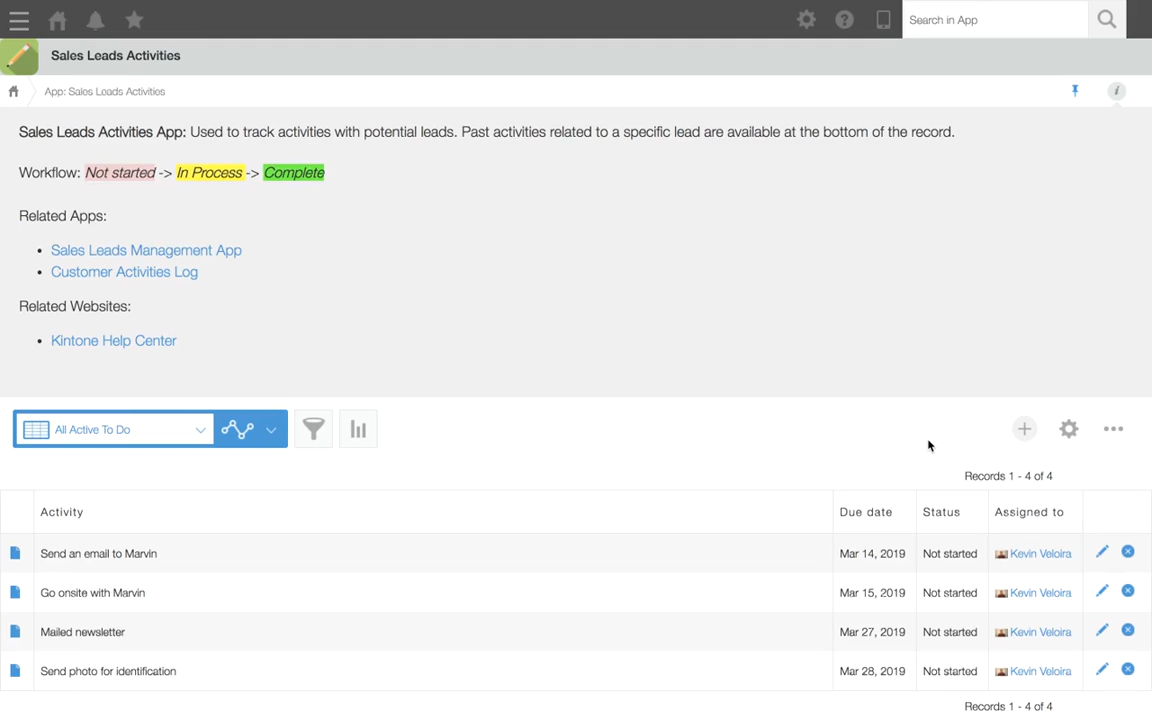 Search in App
Sales Leads Activities
App: Sales Leads Activities
i
Sales Leads Activities App: Used to track activities with potential leads. Past activities related to a specific lead are available at the bottom of the record.
Workflow: Not started -> In Process -> Complete
Related Apps:
• Sales Leads Management App
• Customer Activities Log
Related Websites:
• Kintone Help Center
All Active To Do
Records 1 - 4 of 4
Activity Due date Status Assigned to
Send an email to Marvin Mar 14, 2019 Not started Kevin Veloira
Go onsite with Marvin Mar 15, 2019 Not started Kevin Veloira
Mailed newsletter Mar 27, 2019 Not started Kevin Veloira
Send photo for identification Mar 28, 2019 Not started Kevin Veloira
Records 1 - 4 of 4